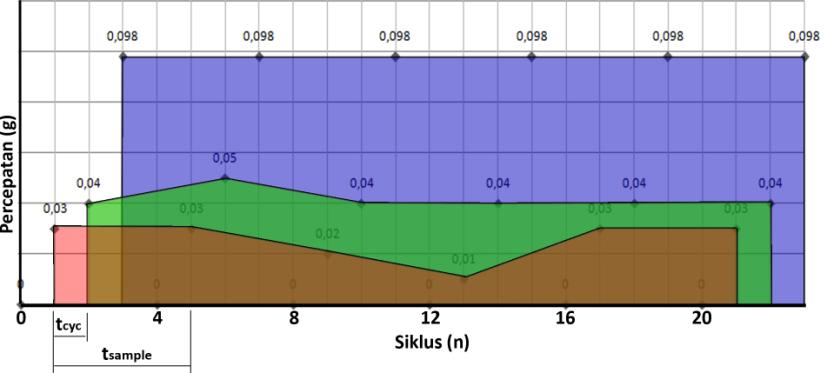 0,098 0,098 0,098 0,098 0,098 0,098
0,05
0,04 0,04 0,04 0,04 0,04
0,03 0,03 0,03 0,03
0,02
0,01
0 0 0 0 0 0
Percepatan (g)
0 4 8 12 16 20
tcyc
Siklus (n)
tsample